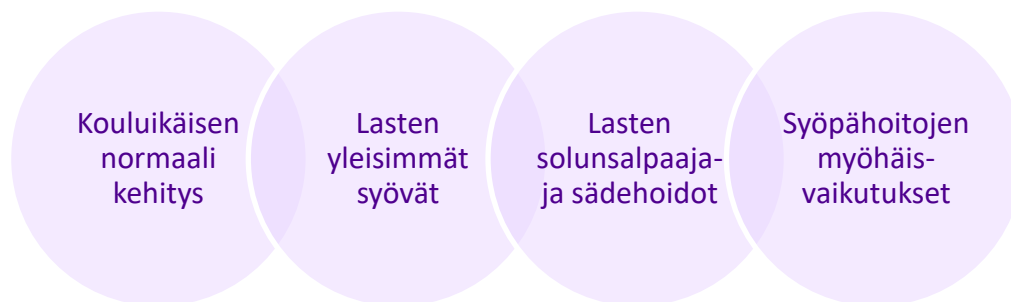 Kouluikäisen
normaali
kehitys
Lasten
yleisimmät
syövät
Lasten
solunsalpaaja-
ja sädehoidot
Syöpähoitojen
myöhäis-
vaikutukset